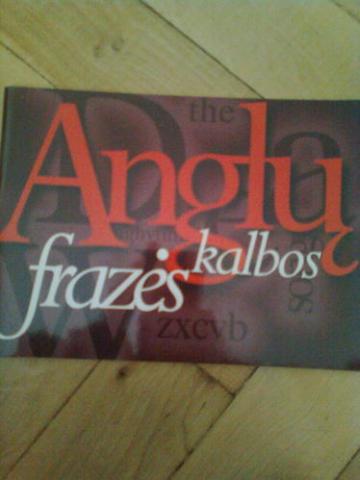 the
Anglų
kalbos
frazės
zxcvb